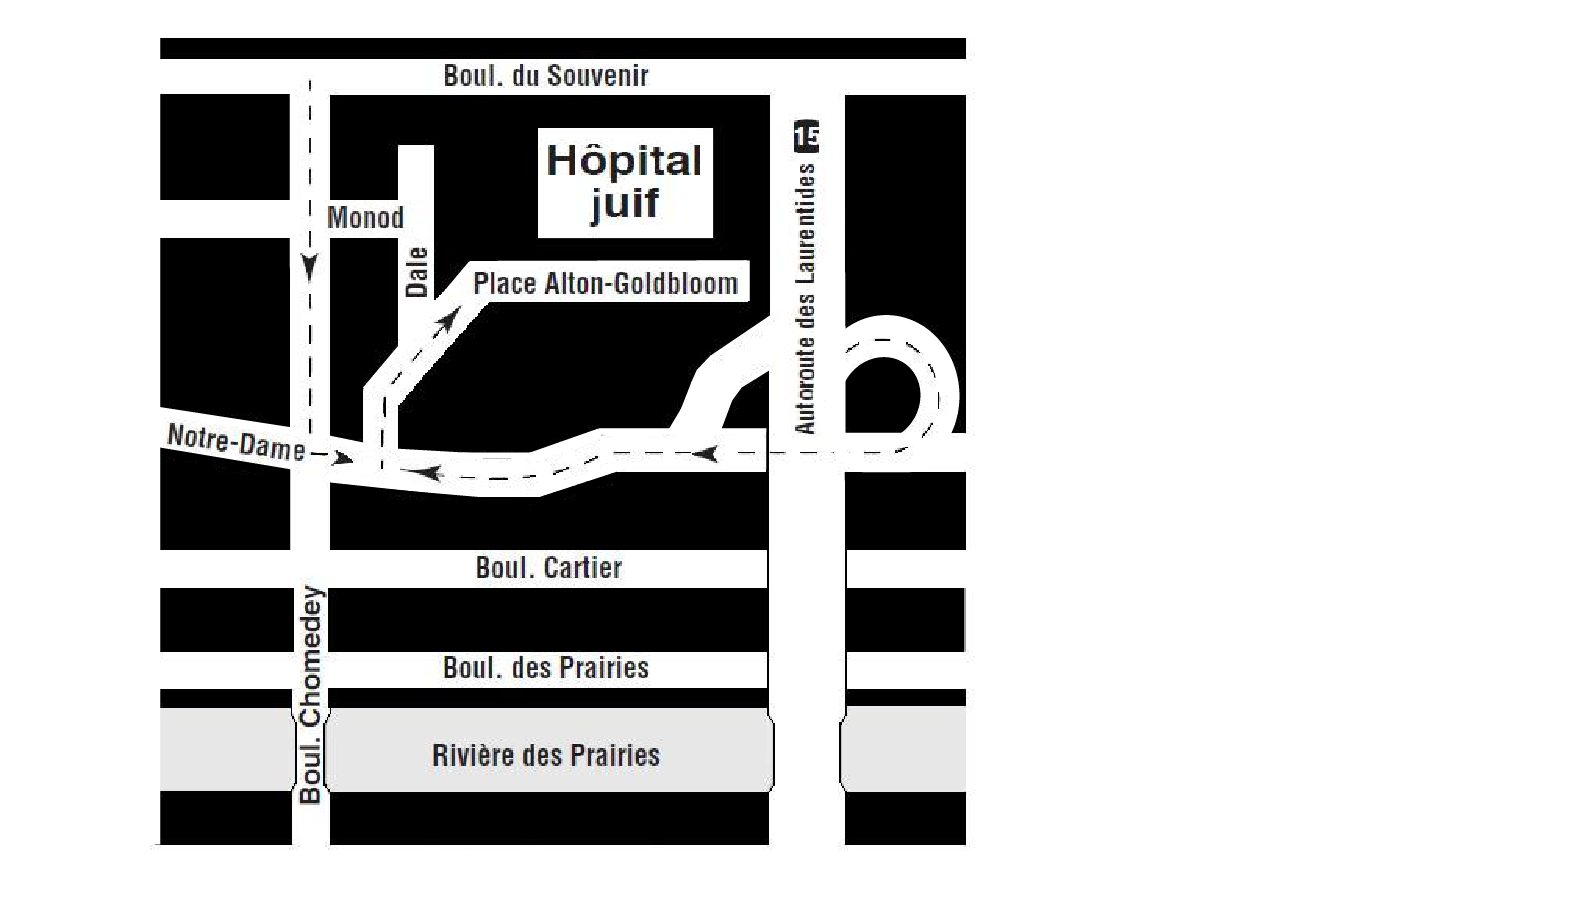 Boul. du Souvenir
15
Hôpital
juif
Monod
Dale
Place Alton-Goldbloom
Autoroute des Laurentides
Notre-Dame
Boul. Cartier
Boul. Chomedey
Boul. des Prairies
Rivière des Prairies